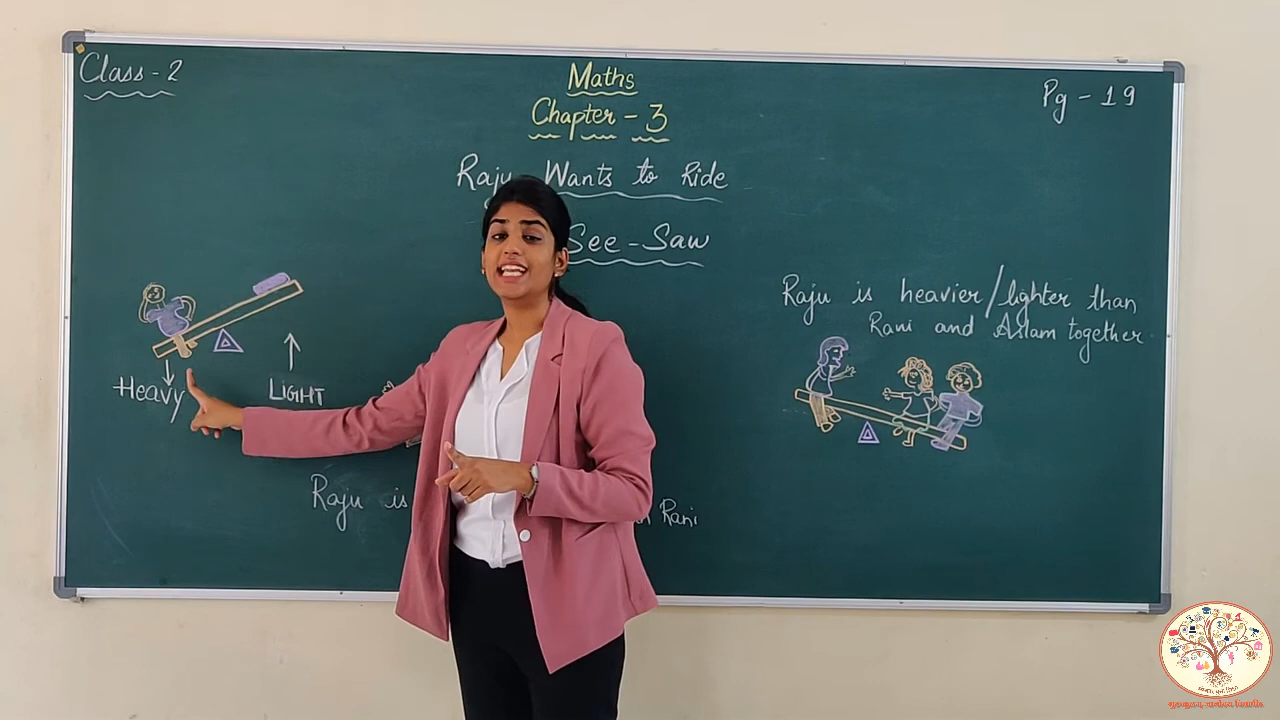 Class - 2
Maths
Chapter - 3
Pg - 19
Raju Wants to Ride
See - Saw
Heavy
LIGHT
Raju is heavier/lighter than
Rani and Aslam together
Raju is
Rani